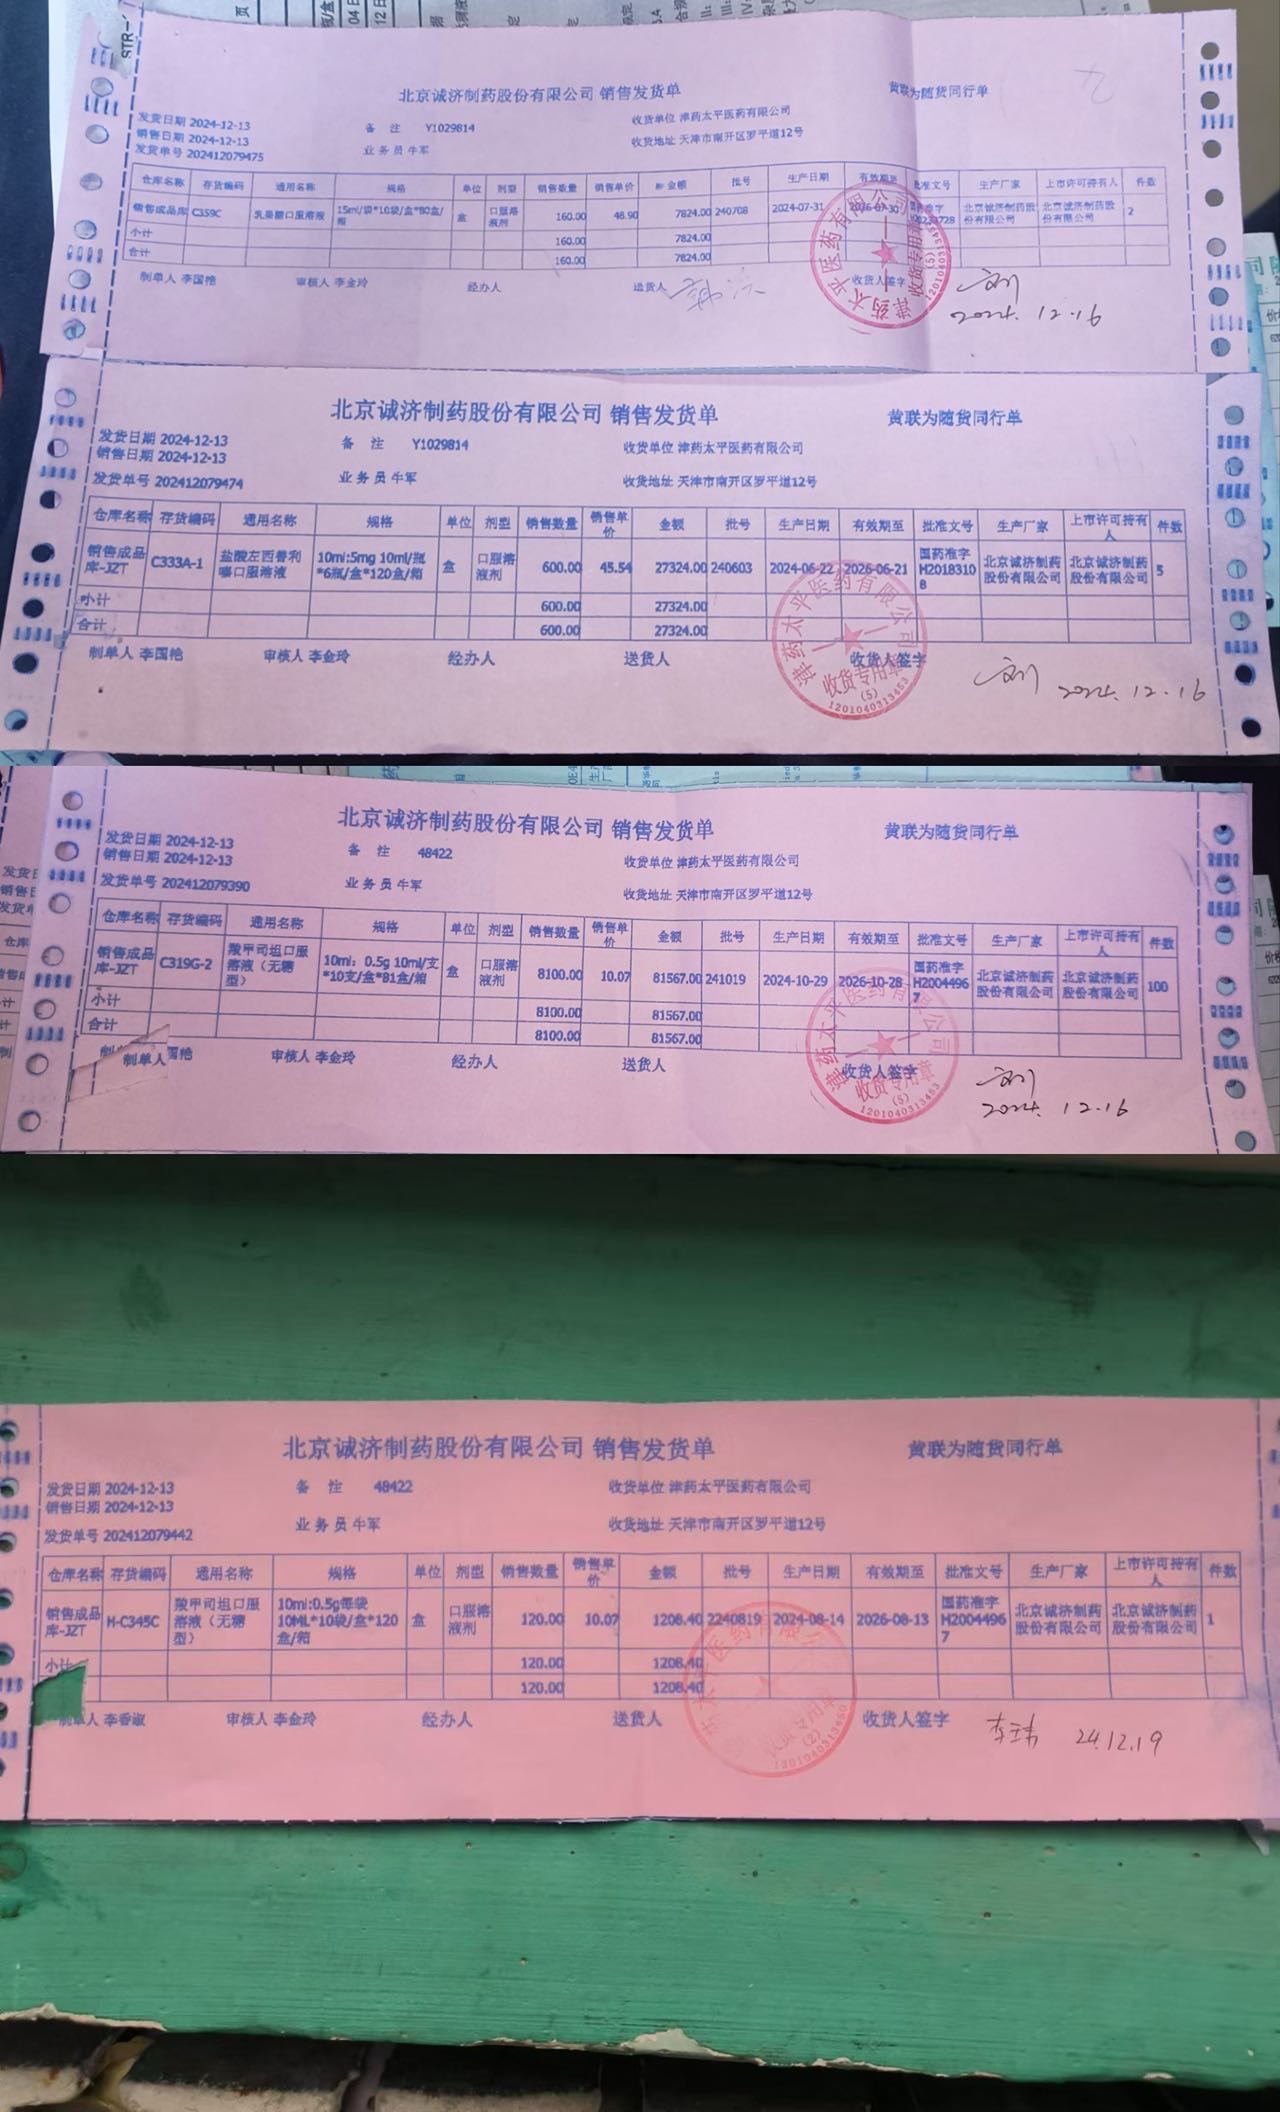 北京诚济制药股份有限公司 销售发货单
黄联为随货同行单
发货日期 2024-12-13
销售日期 2024-12-13
发货单号 202412079475
备 注 Y1029814
业务员 牛军
收货单位 津药太平医药有限公司
收货地址 天津市南开区罗平道12号
仓库名称 存货编码 通用名称 规格 单位 剂型 销售数量 销售单价 金额 批号 生产日期 有效期至 批准文号 生产厂家 上市许可持有人 件数
销售成品库 C359C 乳果糖口服溶液 15ml/袋*10袋/盒*80盒/箱 盒 口服溶液剂 160.00 48.90 7824.00 240708 2024-07-31 2026-07-30 北京诚济制药股份有限公司 北京诚济制药股份有限公司 2
小计 160.00 7824.00
合计 160.00 7824.00
制单人 李国艳 审核人 李金玲 经办人 送货人 收货人签字
2024.12.16
北京诚济制药股份有限公司 销售发货单
黄联为随货同行单
发货日期 2024-12-13
销售日期 2024-12-13
发货单号 202412079474
备 注 Y1029814
业务员 牛军
收货单位 津药太平医药有限公司
收货地址 天津市南开区罗平道12号
仓库名称 存货编码 通用名称 规格 单位 剂型 销售数量 销售单价 金额 批号 生产日期 有效期至 批准文号 生产厂家 上市许可持有人 件数
销售成品库-JZT C333A-1 盐酸左西替利嗪口服溶液 10ml:5mg 10ml/瓶*6瓶/盒*120盒/箱 盒 口服溶液剂 600.00 45.54 27324.00 240603 2024-06-22 2026-06-21 国药准字H20183108 北京诚济制药股份有限公司 北京诚济制药股份有限公司 5
小计 600.00 27324.00
合计 600.00 27324.00
制单人 李国艳 审核人 李金玲 经办人 送货人 收货人签字
津药太平医药有限公司
收货专用章
(5)
1201040313453
2024.12.16
北京诚济制药股份有限公司 销售发货单
黄联为随货同行单
发货日期 2024-12-13
销售日期 2024-12-13
发货单号 202412079390
备 注 48422
业务员 牛军
收货单位 津药太平医药有限公司
收货地址 天津市南开区罗平道12号
仓库名称 存货编码 通用名称 规格 单位 剂型 销售数量 销售单价 金额 批号 生产日期 有效期至 批准文号 生产厂家 上市许可持有人 件数
销售成品库-JZT C319G-2 羧甲司坦口服溶液（无糖型） 10ml：0.5g 10ml/支*10支/盒*81盒/箱 盒 口服溶液剂 8100.00 10.07 81567.00 241019 2024-10-29 2026-10-28 国药准字H20044967 北京诚济制药股份有限公司 北京诚济制药股份有限公司 100
小计 8100.00 81567.00
合计 8100.00 81567.00
制单人 国艳 审核人 李金玲 经办人 送货人 收货人签字
津药太平医药有限公司
收货专用章
(5)
1201040313453
2024.12.16
北京诚济制药股份有限公司 销售发货单
黄联为随货同行单
发货日期 2024-12-13
销售日期 2024-12-13
发货单号 202412079442
备 注 48422
业务员 牛军
收货单位 津药太平医药有限公司
收货地址 天津市南开区罗平道12号
仓库名称 存货编码 通用名称 规格 单位 剂型 销售数量 销售单价 金额 批号 生产日期 有效期至 批准文号 生产厂家 上市许可持有人 件数
销售成品库-JZT H-C345C 羧甲司坦口服溶液（无糖型） 10ml:0.5g每袋10ML*10袋/盒*120盒/箱 盒 口服溶液剂 120.00 10.07 1208.40 2240819 2024-08-14 2026-08-13 国药准字H20044967 北京诚济制药股份有限公司 北京诚济制药股份有限公司 1
小计 120.00 1208.40
120.00 1208.40
制单人 李香淑 审核人 李金玲 经办人 送货人 收货人签字
24.12.19